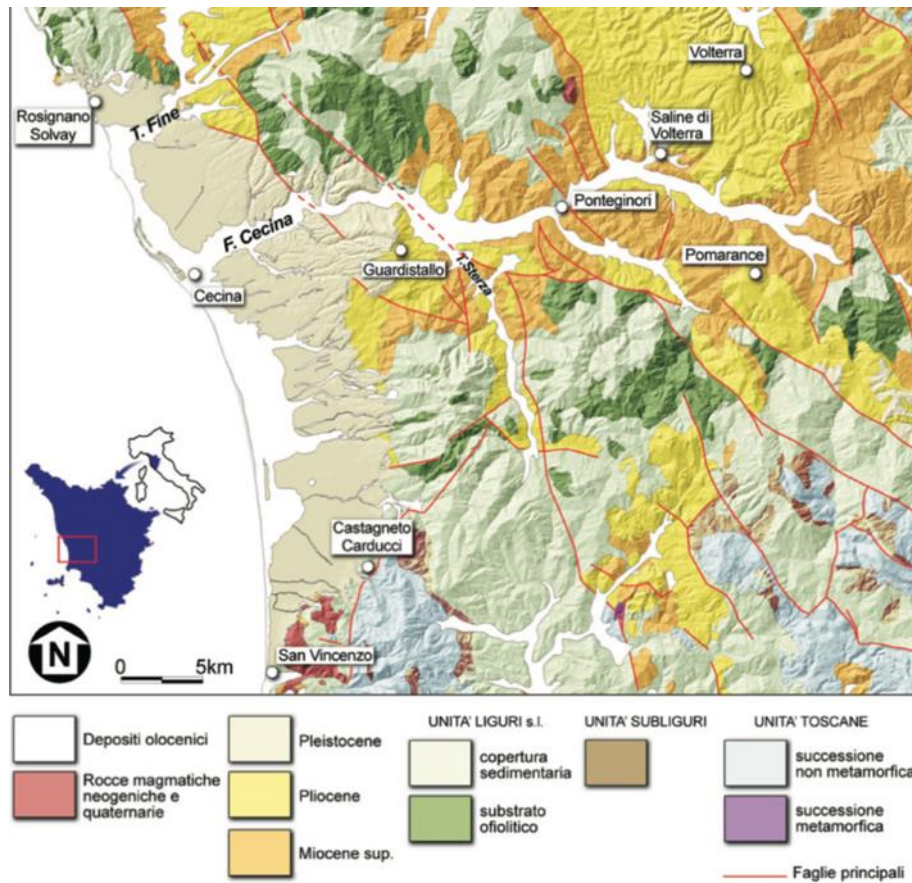 Volterra
Rosignano
Solvay
T. Fine
Saline di
Volterra
Ponteginori
F. Cecina
Guardistallo
T.Sterza
Pomarance
Cecina
Castagneto
Carducci
San Vincenzo
N
0 5km
Depositi olocenici
Rocce magmatiche
neogeniche e
quaternarie
Pleistocene
Pliocene
Miocene sup.
UNITA' LIGURI s.l.
copertura
sedimentaria
substrato
ofiolitico
UNITA' SUBLIGURI
UNITA' TOSCANE
successione
non metamorfica
successione
metamorfica
Faglie principali